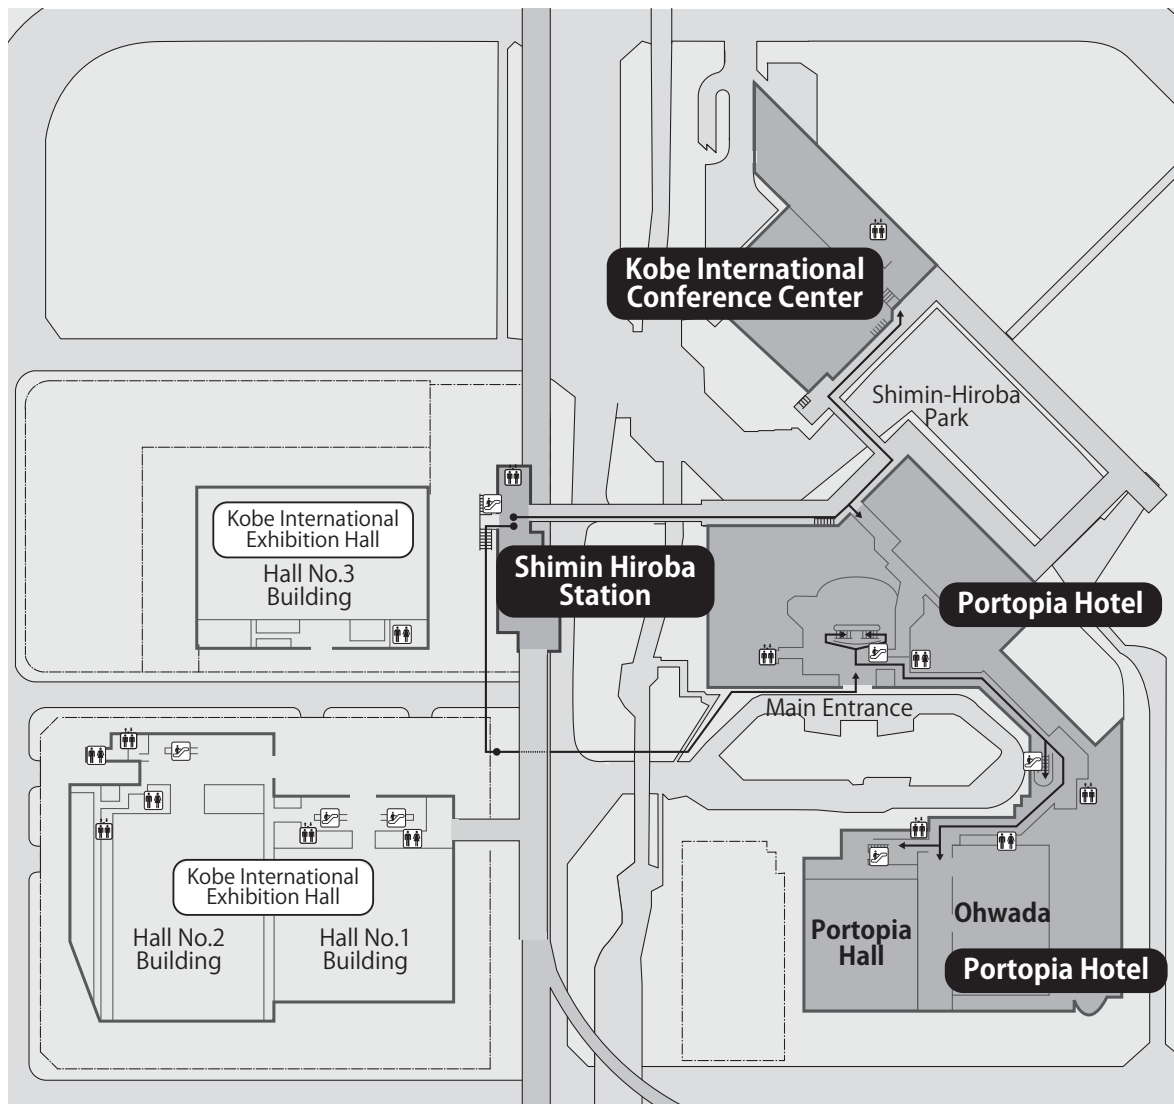 Kobe International
Conference Center
Shimin-Hiroba
Park
Kobe International
Exhibition Hall
Hall No.3
Building
Shimin Hiroba
Station
Portopia Hotel
Main Entrance
Kobe International
Exhibition Hall
Hall No.2
Building
Hall No.1
Building
Portopia
Hall
Ohwada
Portopia Hotel